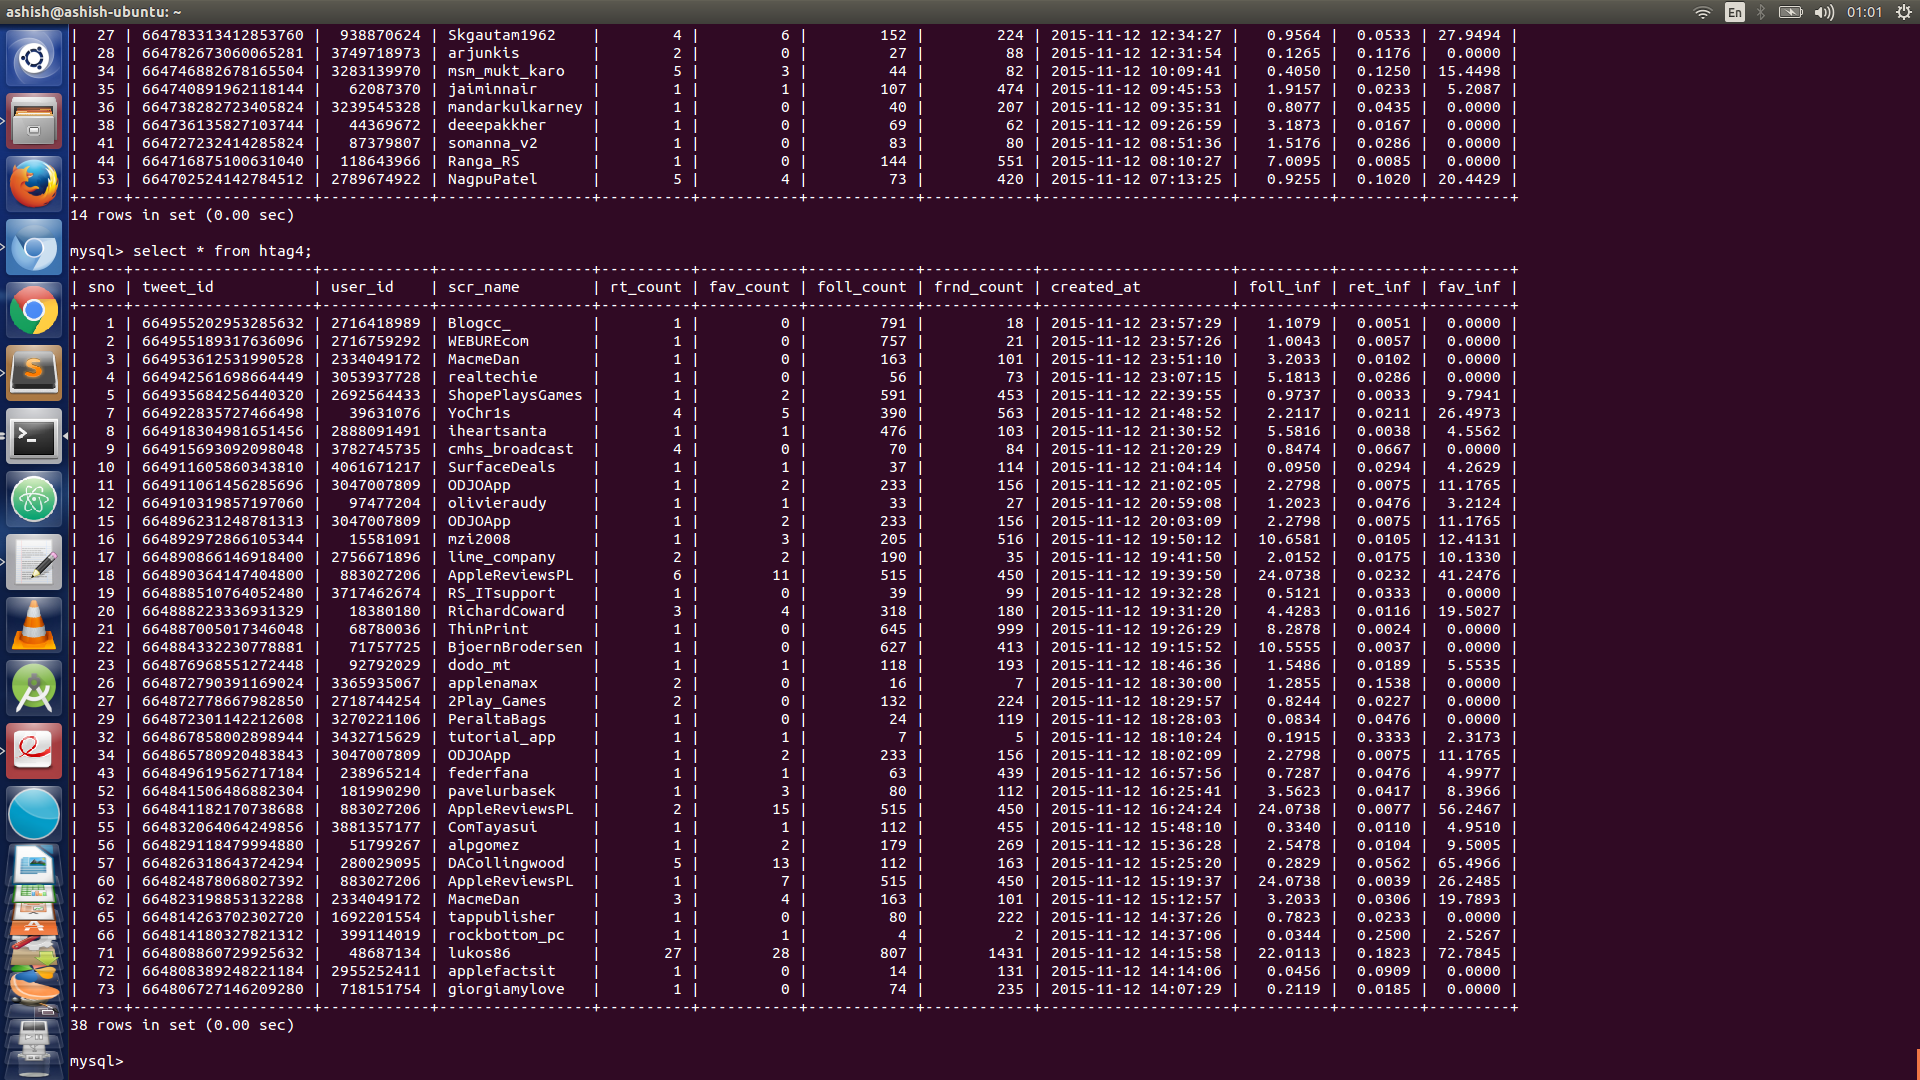 ashish@ashish-ubuntu: ~ En 01:01
| 27 | 664783313412853760 | 938870624 | Skgautam1962 | 4 | 6 | 152 | 224 | 2015-11-12 12:34:27 | 0.9564 | 0.0533 | 27.9494 |
| 28 | 664782673060065281 | 3749718973 | arjunkis | 2 | 0 | 27 | 88 | 2015-11-12 12:31:54 | 0.1265 | 0.1176 | 0.0000 |
| 34 | 664746882678165504 | 3283139970 | msm_mukt_karo | 5 | 3 | 44 | 82 | 2015-11-12 10:09:41 | 0.4050 | 0.1250 | 15.4498 |
| 35 | 664740891962118144 | 62087370 | jaiminnair | 1 | 1 | 107 | 474 | 2015-11-12 09:45:53 | 1.9157 | 0.0233 | 5.2087 |
| 36 | 664738282723405824 | 3239545328 | mandarkulkarney | 1 | 0 | 40 | 207 | 2015-11-12 09:35:31 | 0.8077 | 0.0435 | 0.0000 |
| 38 | 664736135827103744 | 44369672 | deeepakkher | 1 | 0 | 69 | 62 | 2015-11-12 09:26:59 | 3.1873 | 0.0167 | 0.0000 |
| 41 | 664727232414285824 | 87379807 | somanna_v2 | 1 | 0 | 83 | 80 | 2015-11-12 08:51:36 | 1.5176 | 0.0286 | 0.0000 |
| 44 | 664716875100631040 | 118643966 | Ranga_RS | 1 | 0 | 144 | 551 | 2015-11-12 08:10:27 | 7.0095 | 0.0085 | 0.0000 |
| 53 | 664702524142784512 | 2789674922 | NagpuPatel | 5 | 4 | 73 | 420 | 2015-11-12 07:13:25 | 0.9255 | 0.1020 | 20.4429 |
14 rows in set (0.00 sec)
mysql> select * from htag4;
| sno | tweet_id | user_id | scr_name | rt_count | fav_count | foll_count | frnd_count | created_at | foll_inf | ret_inf | fav_inf |
| 1 | 664955202953285632 | 2716418989 | Blogcc_ | 1 | 0 | 791 | 18 | 2015-11-12 23:57:29 | 1.1079 | 0.0051 | 0.0000 |
| 2 | 664955189317636096 | 2716759292 | WEBUREcom | 1 | 0 | 757 | 21 | 2015-11-12 23:57:26 | 1.0043 | 0.0057 | 0.0000 |
| 3 | 664953612531990528 | 2334049172 | MacmeDan | 1 | 0 | 163 | 101 | 2015-11-12 23:51:10 | 3.2033 | 0.0102 | 0.0000 |
| 4 | 664942561698664449 | 3053937728 | realtechie | 1 | 0 | 56 | 73 | 2015-11-12 23:07:15 | 5.1813 | 0.0286 | 0.0000 |
| 5 | 664935684256440320 | 2692564433 | ShopePlaysGames | 1 | 2 | 591 | 453 | 2015-11-12 22:39:55 | 0.9737 | 0.0033 | 9.7941 |
| 7 | 664922835727466498 | 39631076 | YoChr1s | 4 | 5 | 390 | 563 | 2015-11-12 21:48:52 | 2.2117 | 0.0211 | 26.4973 |
| 8 | 664918304981651456 | 2888091491 | iheartsanta | 1 | 1 | 476 | 103 | 2015-11-12 21:30:52 | 5.5816 | 0.0038 | 4.5562 |
| 9 | 664915693092098048 | 3782745735 | cmhs_broadcast | 4 | 0 | 70 | 84 | 2015-11-12 21:20:29 | 0.8474 | 0.0667 | 0.0000 |
| 10 | 664911605860343810 | 4061671217 | SurfaceDeals | 1 | 1 | 37 | 114 | 2015-11-12 21:04:14 | 0.0950 | 0.0294 | 4.2629 |
| 11 | 664911061456285696 | 3047007809 | ODJOApp | 1 | 2 | 233 | 156 | 2015-11-12 21:02:05 | 2.2798 | 0.0075 | 11.1765 |
| 12 | 664910319857197060 | 97477204 | olivieraudy | 1 | 1 | 33 | 27 | 2015-11-12 20:59:08 | 1.2023 | 0.0476 | 3.2124 |
| 15 | 664896231248781313 | 3047007809 | ODJOApp | 1 | 2 | 233 | 156 | 2015-11-12 20:03:09 | 2.2798 | 0.0075 | 11.1765 |
| 16 | 664892972866105344 | 15581091 | mzi2008 | 1 | 3 | 205 | 516 | 2015-11-12 19:50:12 | 10.6581 | 0.0105 | 12.4131 |
| 17 | 664890866146918400 | 2756671896 | lime_company | 2 | 2 | 190 | 35 | 2015-11-12 19:41:50 | 2.0152 | 0.0175 | 10.1330 |
| 18 | 664890364147404800 | 883027206 | AppleReviewsPL | 6 | 11 | 515 | 450 | 2015-11-12 19:39:50 | 24.0738 | 0.0232 | 41.2476 |
| 19 | 664888510764052480 | 3717462674 | RS_ITsupport | 1 | 0 | 39 | 99 | 2015-11-12 19:32:28 | 0.5121 | 0.0333 | 0.0000 |
| 20 | 664888223336931329 | 18380180 | RichardCoward | 3 | 4 | 318 | 180 | 2015-11-12 19:31:20 | 4.4283 | 0.0116 | 19.5027 |
| 21 | 664887005017346048 | 68780036 | ThinPrint | 1 | 0 | 645 | 999 | 2015-11-12 19:26:29 | 8.2878 | 0.0024 | 0.0000 |
| 22 | 664884332230778881 | 71757725 | BjoernBrodersen | 1 | 0 | 627 | 413 | 2015-11-12 19:15:52 | 10.5555 | 0.0037 | 0.0000 |
| 23 | 664876968551272448 | 92792029 | dodo_mt | 1 | 1 | 118 | 193 | 2015-11-12 18:46:36 | 1.5486 | 0.0189 | 5.5535 |
| 26 | 664872790391169024 | 3365935067 | applenamax | 2 | 0 | 16 | 7 | 2015-11-12 18:30:00 | 1.2855 | 0.1538 | 0.0000 |
| 27 | 664872778667982850 | 2718744254 | 2Play_Games | 2 | 0 | 132 | 224 | 2015-11-12 18:29:57 | 0.8244 | 0.0227 | 0.0000 |
| 29 | 664872301142212608 | 3270221106 | PeraltaBags | 1 | 0 | 24 | 119 | 2015-11-12 18:28:03 | 0.0834 | 0.0476 | 0.0000 |
| 32 | 664867858002898944 | 3432715629 | tutorial_app | 1 | 1 | 7 | 5 | 2015-11-12 18:10:24 | 0.1915 | 0.3333 | 2.3173 |
| 34 | 664865780920483843 | 3047007809 | ODJOApp | 1 | 2 | 233 | 156 | 2015-11-12 18:02:09 | 2.2798 | 0.0075 | 11.1765 |
| 43 | 664849619562717184 | 238965214 | federfana | 1 | 1 | 63 | 439 | 2015-11-12 16:57:56 | 0.7287 | 0.0476 | 4.9977 |
| 52 | 664841506486882304 | 181990290 | pavelurbasek | 1 | 3 | 80 | 112 | 2015-11-12 16:25:41 | 3.5623 | 0.0417 | 8.3966 |
| 53 | 664841182170738688 | 883027206 | AppleReviewsPL | 2 | 15 | 515 | 450 | 2015-11-12 16:24:24 | 24.0738 | 0.0077 | 56.2467 |
| 55 | 664832064064249856 | 3881357177 | ComTayasui | 1 | 1 | 112 | 455 | 2015-11-12 15:48:10 | 0.3340 | 0.0110 | 4.9510 |
| 56 | 664829118479994880 | 51799267 | alpgomez | 1 | 2 | 179 | 269 | 2015-11-12 15:36:28 | 2.5478 | 0.0104 | 9.5005 |
| 57 | 664826318643724294 | 280029095 | DACollingwood | 5 | 13 | 112 | 163 | 2015-11-12 15:25:20 | 0.2829 | 0.0562 | 65.4966 |
| 60 | 664824878068027392 | 883027206 | AppleReviewsPL | 1 | 7 | 515 | 450 | 2015-11-12 15:19:37 | 24.0738 | 0.0039 | 26.2485 |
| 62 | 664823198853132288 | 2334049172 | MacmeDan | 3 | 4 | 163 | 101 | 2015-11-12 15:12:57 | 3.2033 | 0.0306 | 19.7893 |
| 65 | 664814263702302720 | 1692201554 | tappublisher | 1 | 0 | 80 | 222 | 2015-11-12 14:37:26 | 0.7823 | 0.0233 | 0.0000 |
| 66 | 664814180327821312 | 399114019 | rockbottom_pc | 1 | 1 | 4 | 2 | 2015-11-12 14:37:06 | 0.0344 | 0.2500 | 2.5267 |
| 71 | 664808860729925632 | 48687134 | lukos86 | 27 | 28 | 807 | 1431 | 2015-11-12 14:15:58 | 22.0113 | 0.1823 | 72.7845 |
| 72 | 664808389248221184 | 2955252411 | applefactsit | 1 | 0 | 14 | 131 | 2015-11-12 14:14:06 | 0.0456 | 0.0909 | 0.0000 |
| 73 | 664806727146209280 | 718151754 | giorgiamylove | 1 | 0 | 74 | 235 | 2015-11-12 14:07:29 | 0.2119 | 0.0185 | 0.0000 |
38 rows in set (0.00 sec)
mysql>